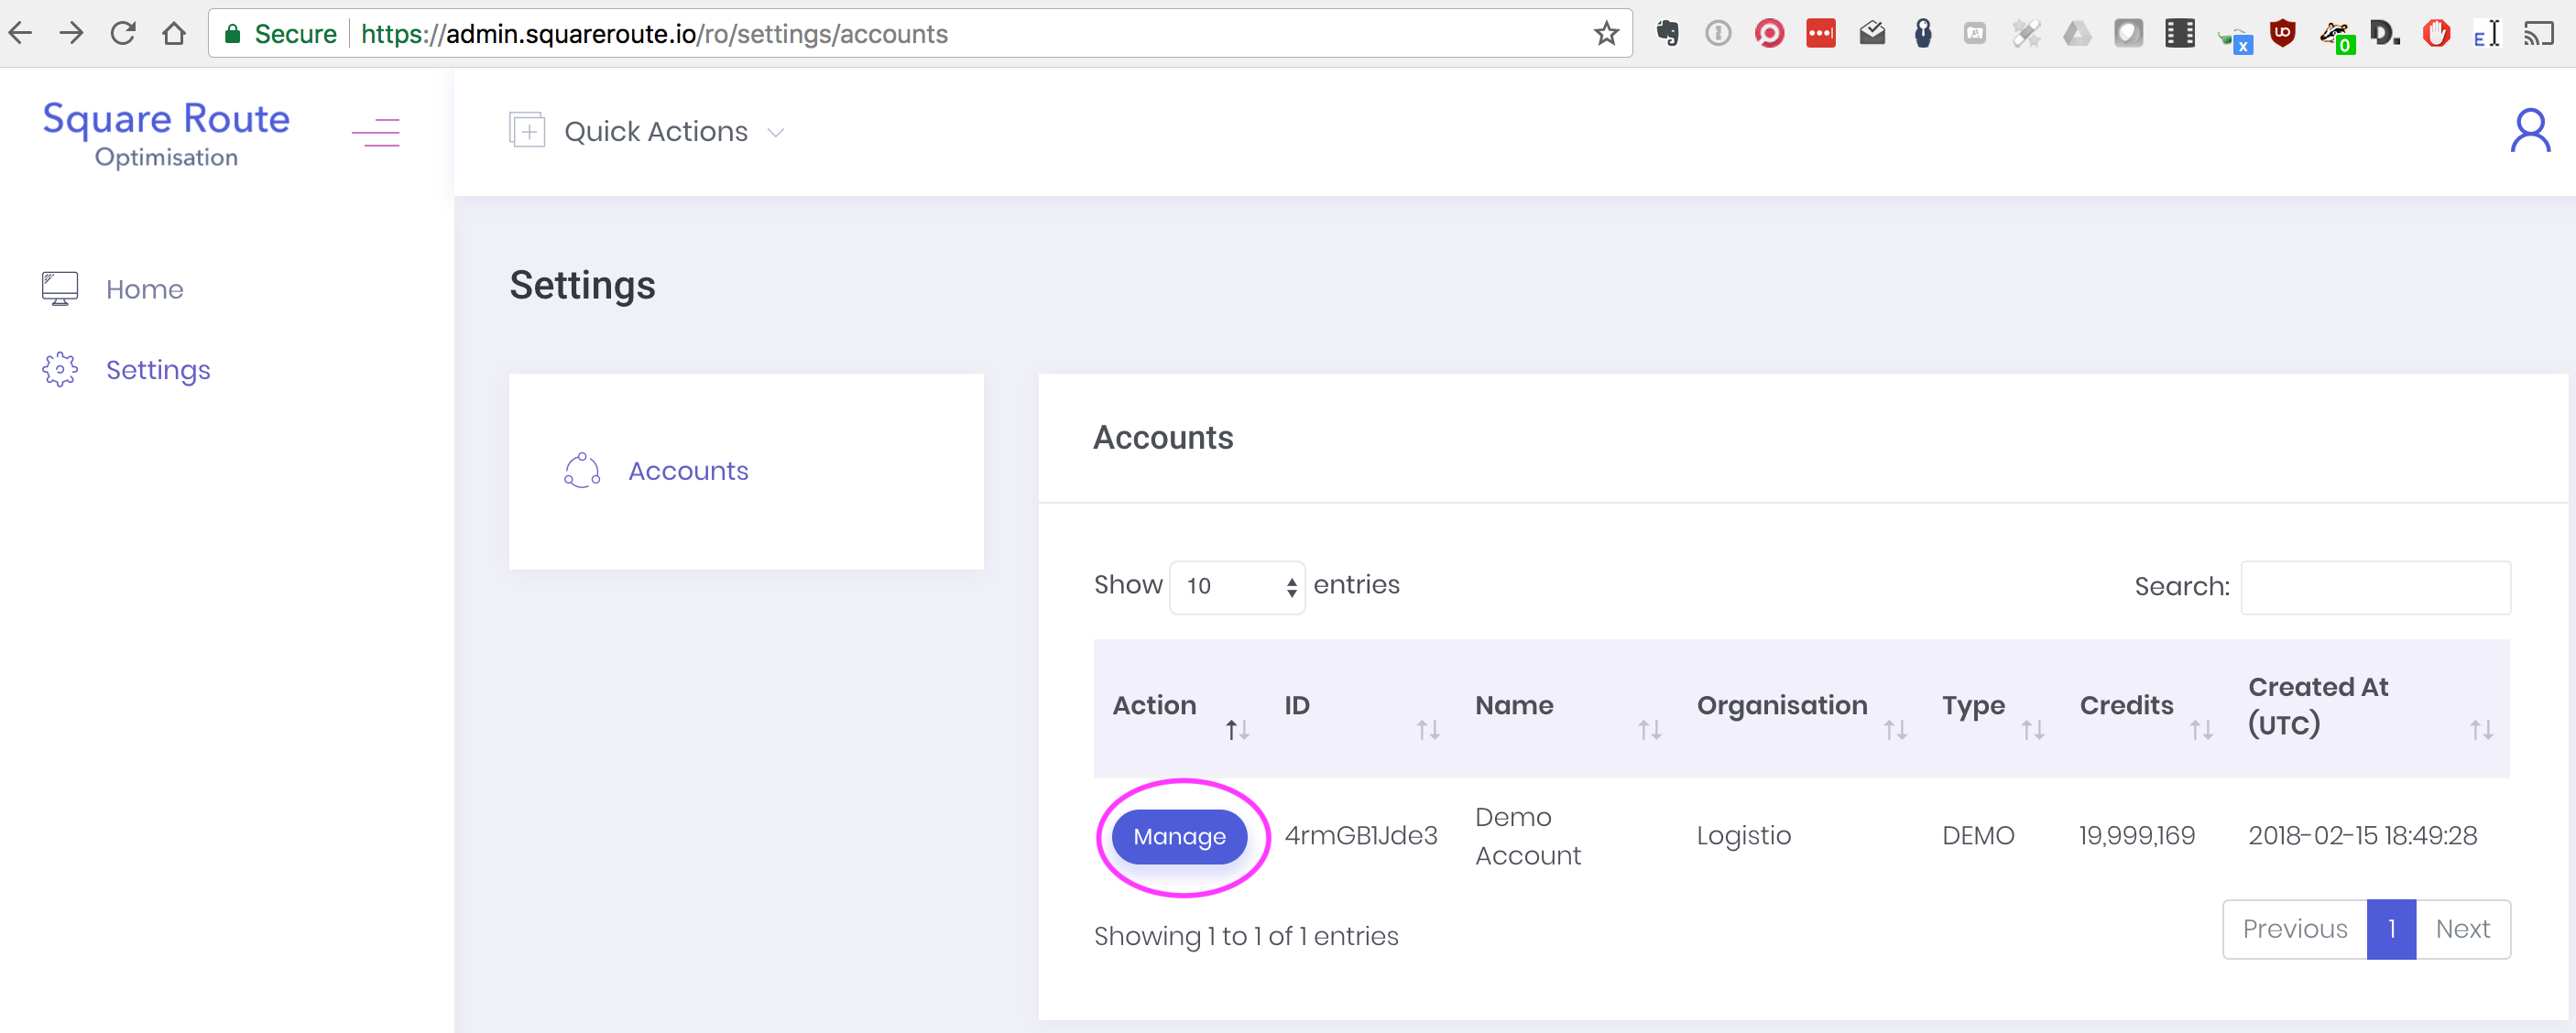 Secure https://admin.squareroute.io/ro/settings/accounts
Square Route
Optimisation
Quick Actions
Home
Settings
Settings
Accounts
Accounts
Show 10 entries
Search:
Action ID Name Organisation Type Credits Created At
(UTC)
Manage 4rmGB1Jde3 Demo Account Logistio DEMO 19,999,169 2018-02-15 18:49:28
Showing 1 to 1 of 1 entries
Previous 1 Next